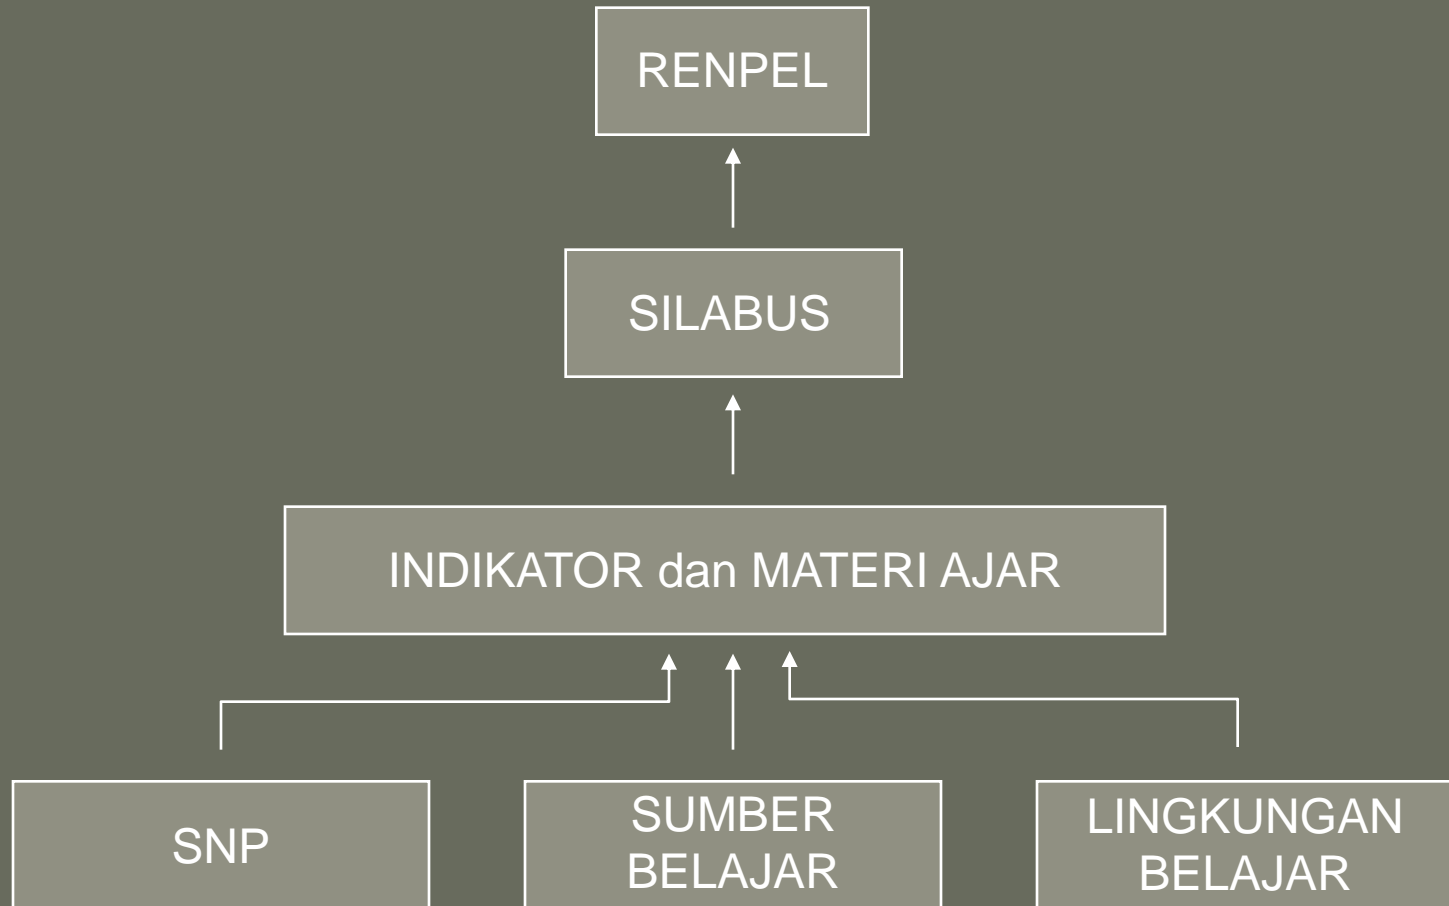 RENPEL
SILABUS
INDIKATOR dan MATERI AJAR
SNP
SUMBER
BELAJAR
LINGKUNGAN
BELAJAR